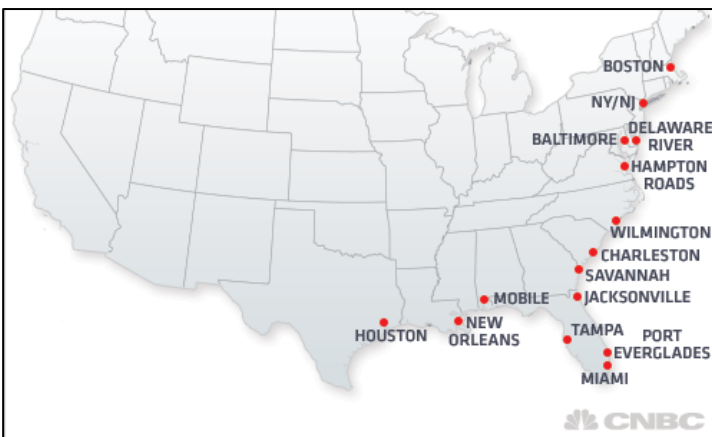 BOSTON
NY/NJ
DELAWARE
BALTIMORE
RIVER
HAMPTON
ROADS
WILMINGTON
CHARLESTON
SAVANNAH
MOBILE
JACKSONVILLE
NEW
HOUSTON
ORLEANS
TAMPA
PORT
EVERGLADES
MIAMI
CNBC